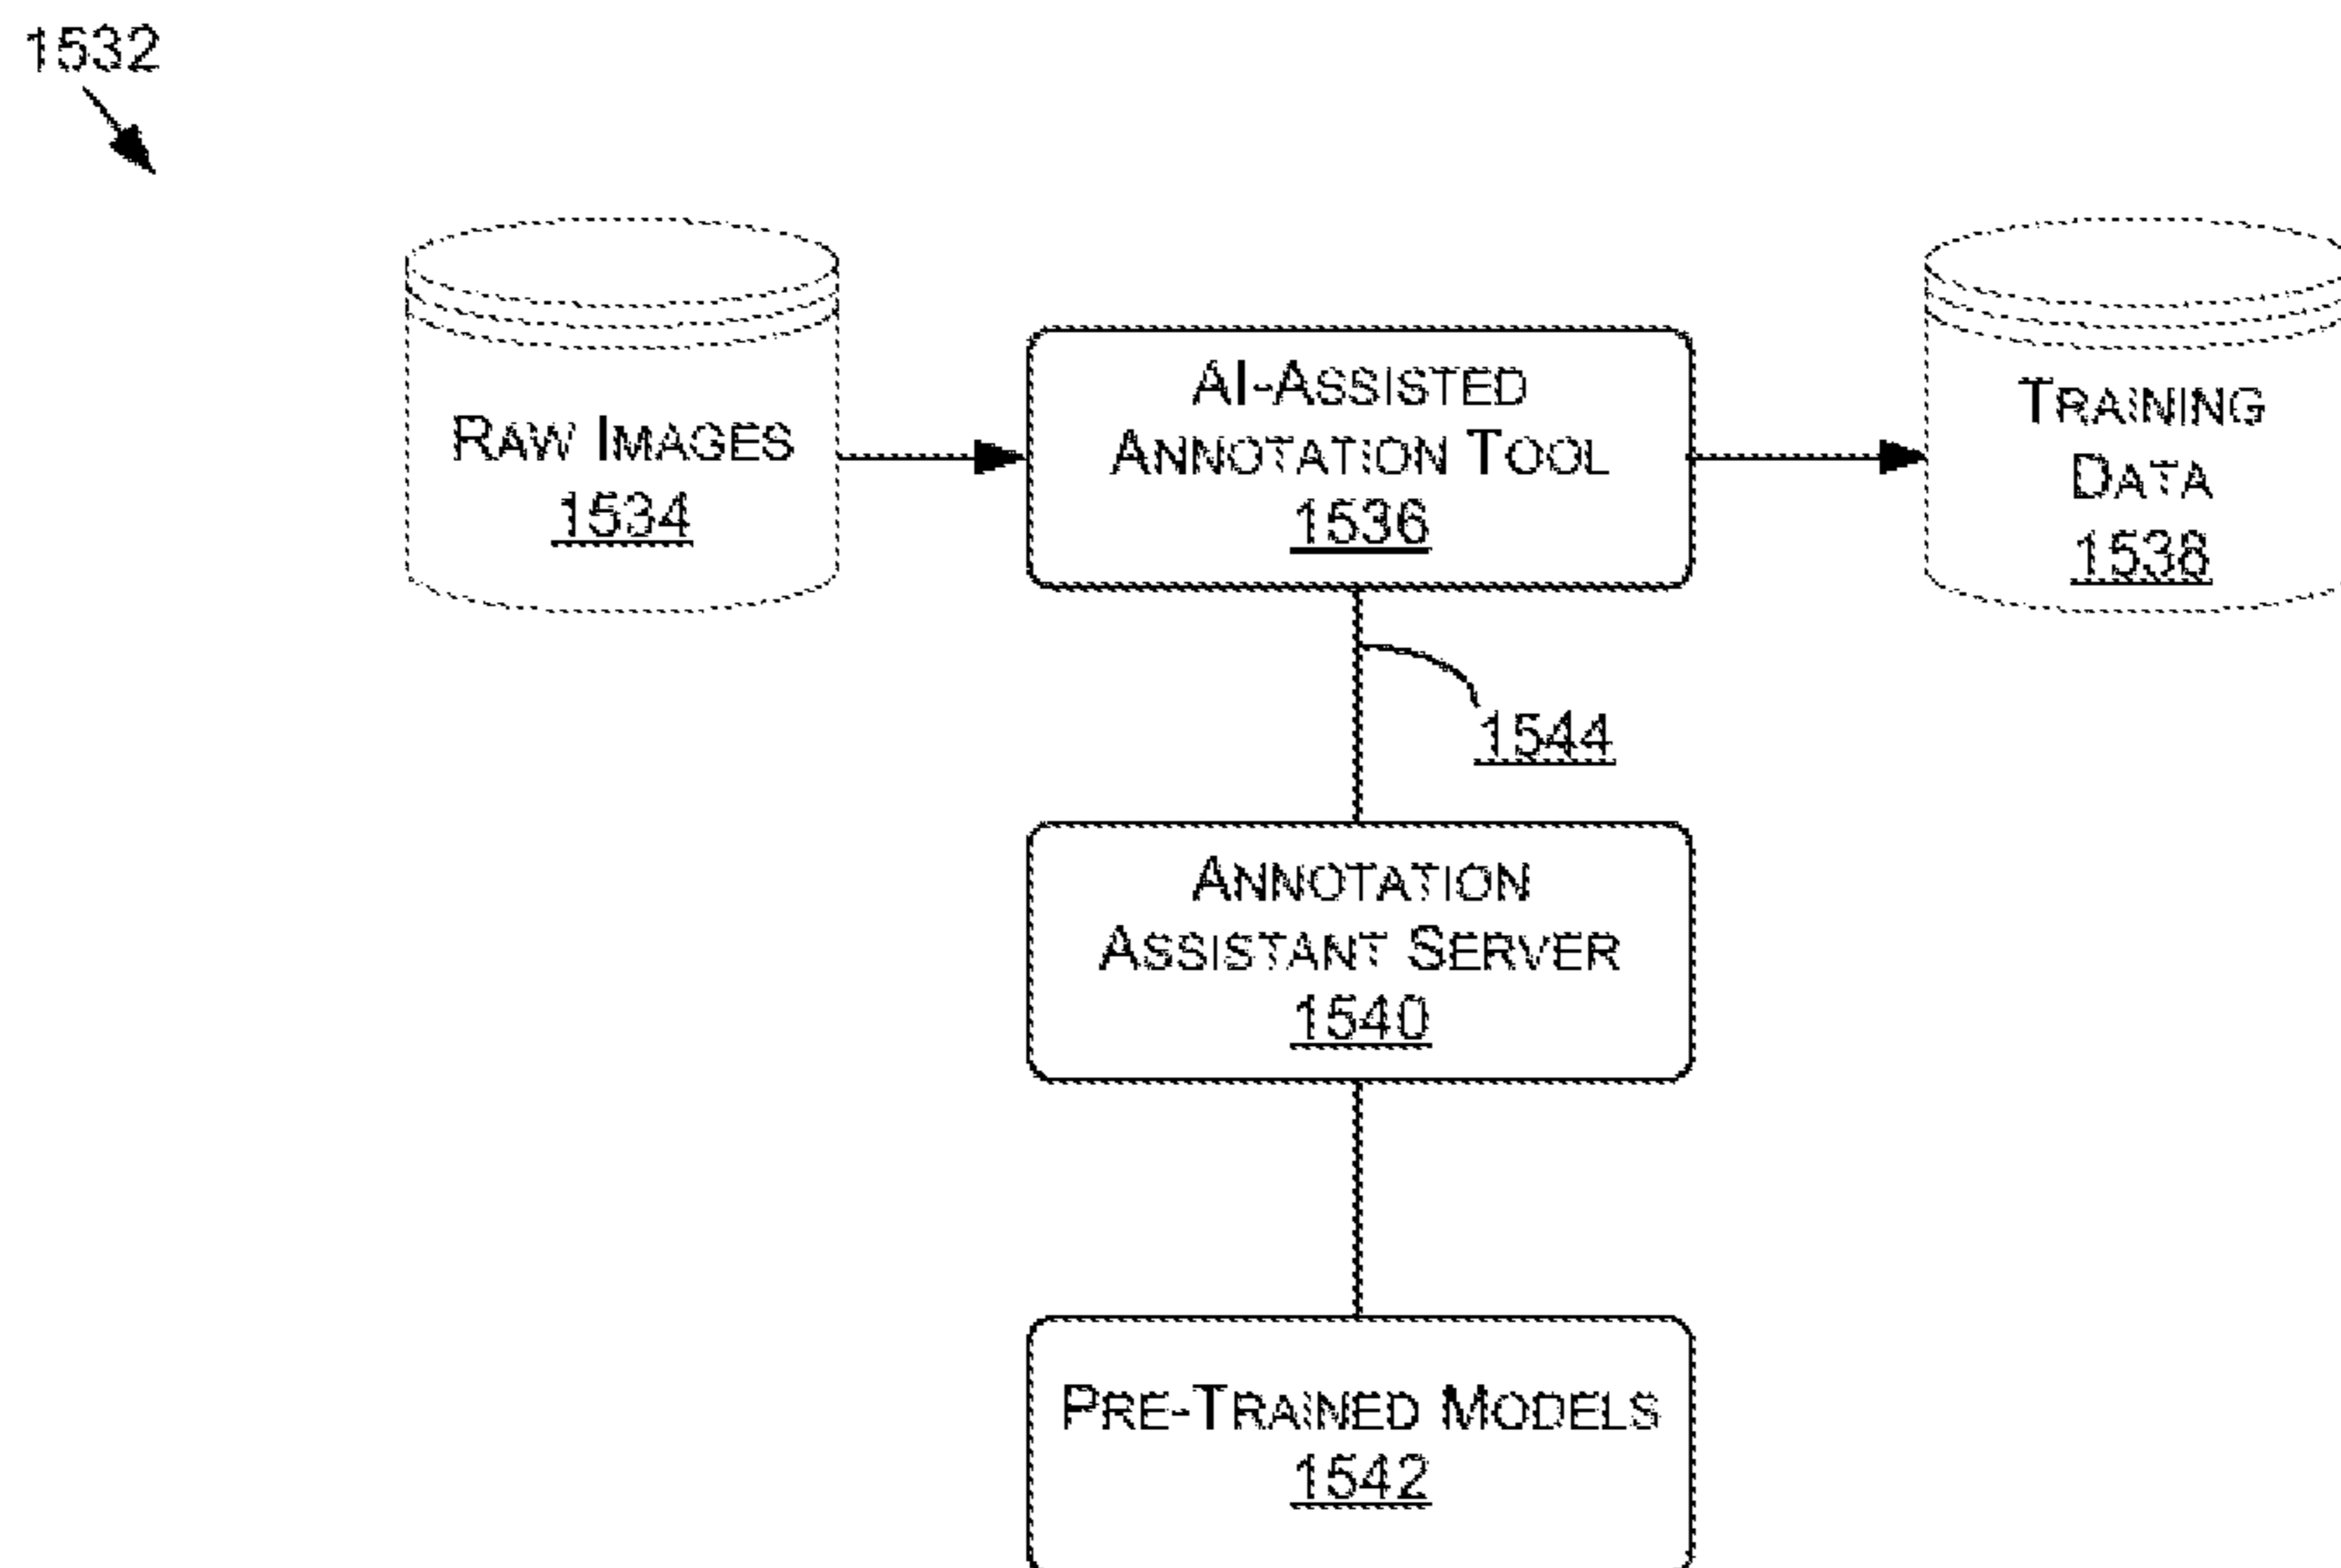 1532
RAW IMAGES
1534
AI-ASSISTED
ANNOTATION TOOL
1536
TRAINING
DATA
1538
1544
ANNOTATION
ASSISTANT SERVER
1540
PRE-TRAINED MODELS
1542